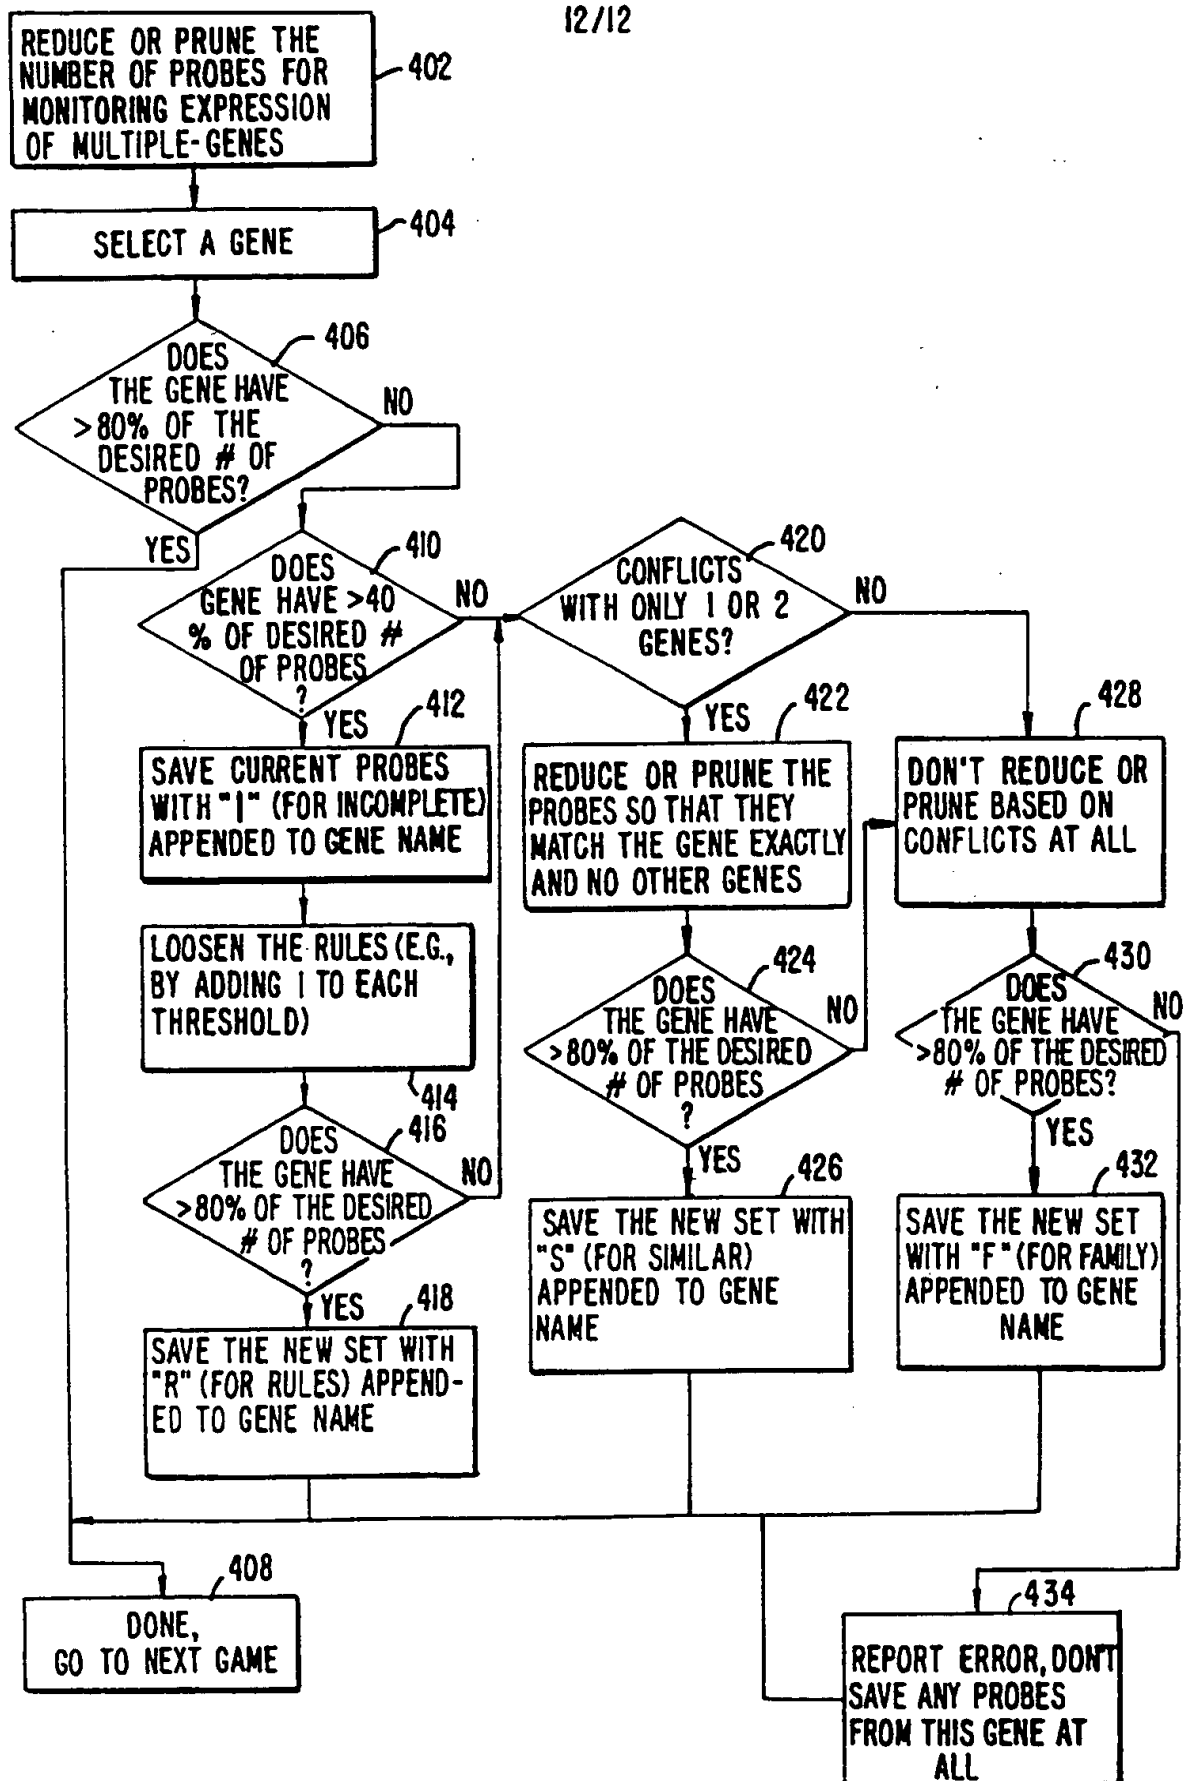 12/12
REDUCE OR PRUNE THE
NUMBER OF PROBES FOR
MONITORING EXPRESSION
OF MULTIPLE-GENES
402
SELECT A GENE
404
406
DOES
THE GENE HAVE
>80% OF THE
DESIRED # OF
PROBES?
NO
YES
410
DOES
GENE HAVE >40
% OF DESIRED #
OF PROBES
?
NO
YES
420
CONFLICTS
WITH ONLY 1 OR 2
GENES?
NO
YES
412
SAVE CURRENT PROBES
WITH "I" (FOR INCOMPLETE)
APPENDED TO GENE NAME
422
REDUCE OR PRUNE THE
PROBES SO THAT THEY
MATCH THE GENE EXACTLY
AND NO OTHER GENES
428
DON'T REDUCE OR
PRUNE BASED ON
CONFLICTS AT ALL
LOOSEN THE RULES (E.G.,
BY ADDING 1 TO EACH
THRESHOLD)
414
424
DOES
THE GENE HAVE
>80% OF THE DESIRED
# OF PROBES
?
NO
YES
430
DOES
THE GENE HAVE
>80% OF THE DESIRED
# OF PROBES?
NO
YES
416
DOES
THE GENE HAVE
>80% OF THE DESIRED
# OF PROBES
?
NO
YES
426
SAVE THE NEW SET WITH
"S" (FOR SIMILAR)
APPENDED TO GENE
NAME
432
SAVE THE NEW SET
WITH "F" (FOR FAMILY)
APPENDED TO GENE
NAME
418
SAVE THE NEW SET WITH
"R" (FOR RULES) APPEND-
ED TO GENE NAME
408
DONE,
GO TO NEXT GAME
434
REPORT ERROR, DON'T
SAVE ANY PROBES
FROM THIS GENE AT
ALL